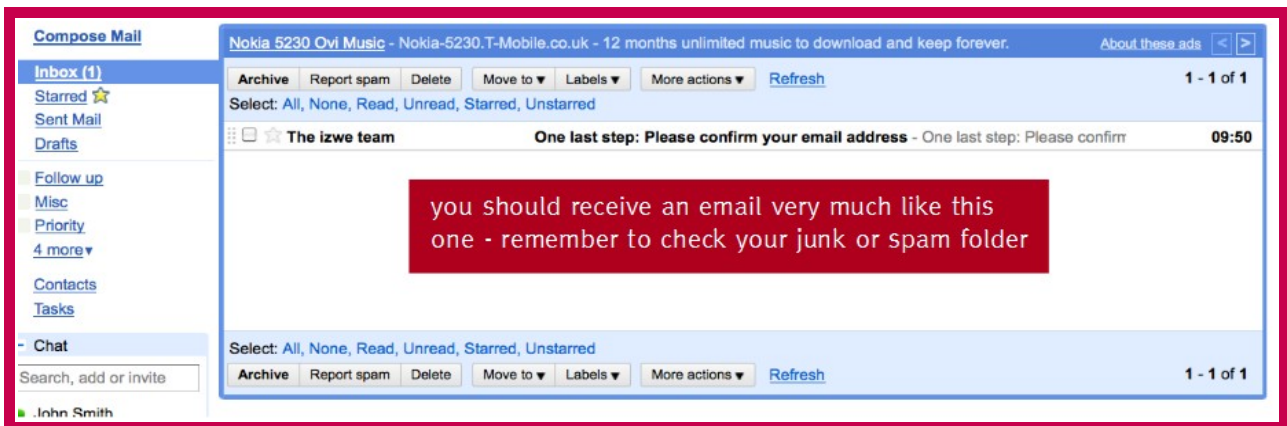 Compose Mail
Inbox (1)
Starred
Sent Mail
Drafts
Follow up
Misc
Priority
4 more▾
Contacts
Tasks
- Chat
Search, add or invite
John Smith
Nokia 5230 Ovi Music - Nokia-5230.T-Mobile.co.uk - 12 months unlimited music to download and keep forever. About these ads < >
Archive Report spam Delete Move to ▾ Labels ▾ More actions ▾ Refresh 1 - 1 of 1
Select: All, None, Read, Unread, Starred, Unstarred
The izwe team One last step: Please confirm your email address - One last step: Please confirm 09:50
you should receive an email very much like this
one - remember to check your junk or spam folder
Select: All, None, Read, Unread, Starred, Unstarred
Archive Report spam Delete Move to ▾ Labels ▾ More actions ▾ Refresh 1 - 1 of 1